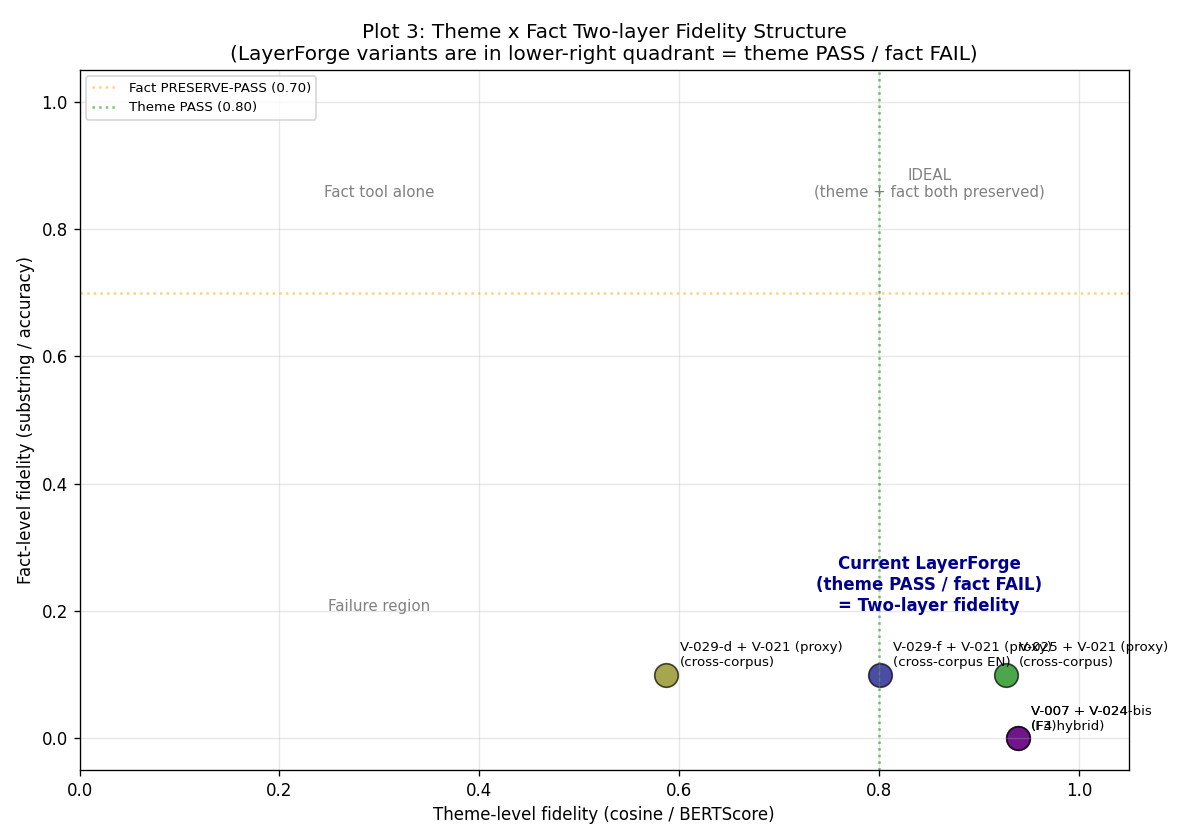 Plot 3: Theme x Fact Two-layer Fidelity Structure
(LayerForge variants are in lower-right quadrant = theme PASS / fact FAIL)
Fact PRESERVE-PASS (0.70)
Theme PASS (0.80)
Fact tool alone
IDEAL
(theme + fact both preserved)
Failure region
Current LayerForge
(theme PASS / fact FAIL)
= Two-layer fidelity
V-029-d + V-021 (proxy)
(cross-corpus)
V-029-f + V-021 (proxy)
(cross-corpus EN)
V-025 + V-021 (proxy)
(cross-corpus)
V-007 + V-024-bis
hybrid)
1.0
0.8
0.6
0.4
0.2
0.0
Fact-level fidelity (substring / accuracy)
0.0
0.2
0.4
0.6
0.8
1.0
Theme-level fidelity (cosine / BERTScore)